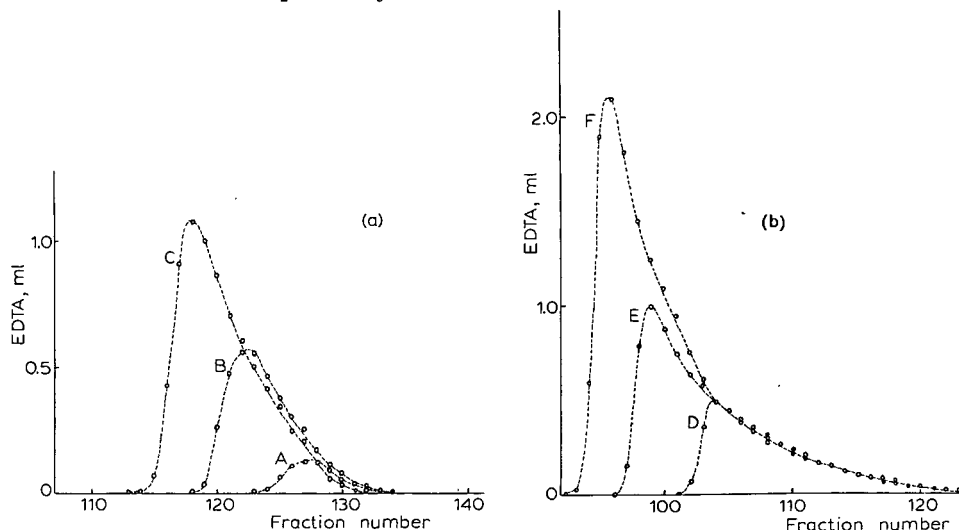 (a)
EDTA, ml
1.0
0.5
0
C
B
A
110 120 130 140
Fraction number
(b)
EDTA, ml
2.0
1.0
0
F
E
D
100 110 120
Fraction number